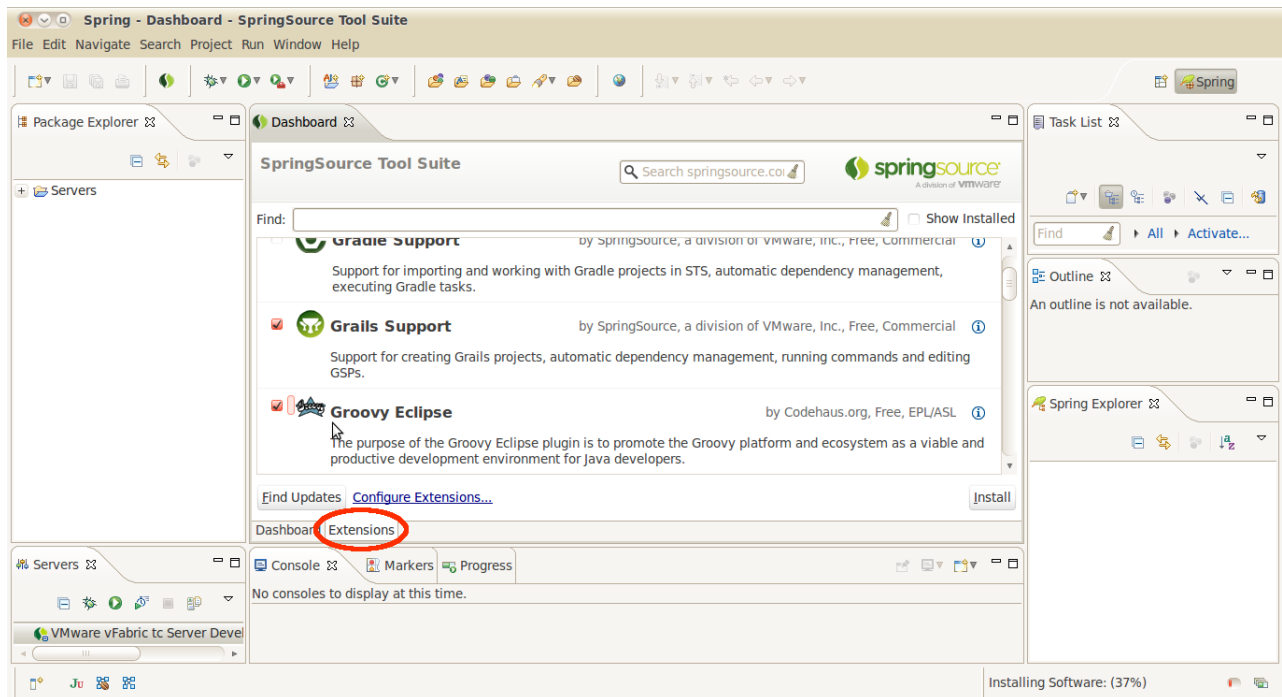 Spring - Dashboard - SpringSource Tool Suite
File Edit Navigate Search Project Run Window Help
Spring
Package Explorer
Servers
Dashboard
SpringSource Tool Suite
Search springsource.co
springsource
A division of vmware
Find:
Show Installed
Gradle Support by SpringSource, a division of VMware, Inc., Free, Commercial
Support for importing and working with Gradle projects in STS, automatic dependency management,
executing Gradle tasks.
Grails Support by SpringSource, a division of VMware, Inc., Free, Commercial
Support for creating Grails projects, automatic dependency management, running commands and editing
GSPs.
Groovy Eclipse by Codehaus.org, Free, EPL/ASL
The purpose of the Groovy Eclipse plugin is to promote the Groovy platform and ecosystem as a viable and
productive development environment for Java developers.
Find Updates Configure Extensions... Install
Dashboard Extensions
Task List
Find All Activate...
Outline
An outline is not available.
Spring Explorer
Servers
VMware vFabric tc Server Devel
Console Markers Progress
No consoles to display at this time.
Installing Software: (37%)